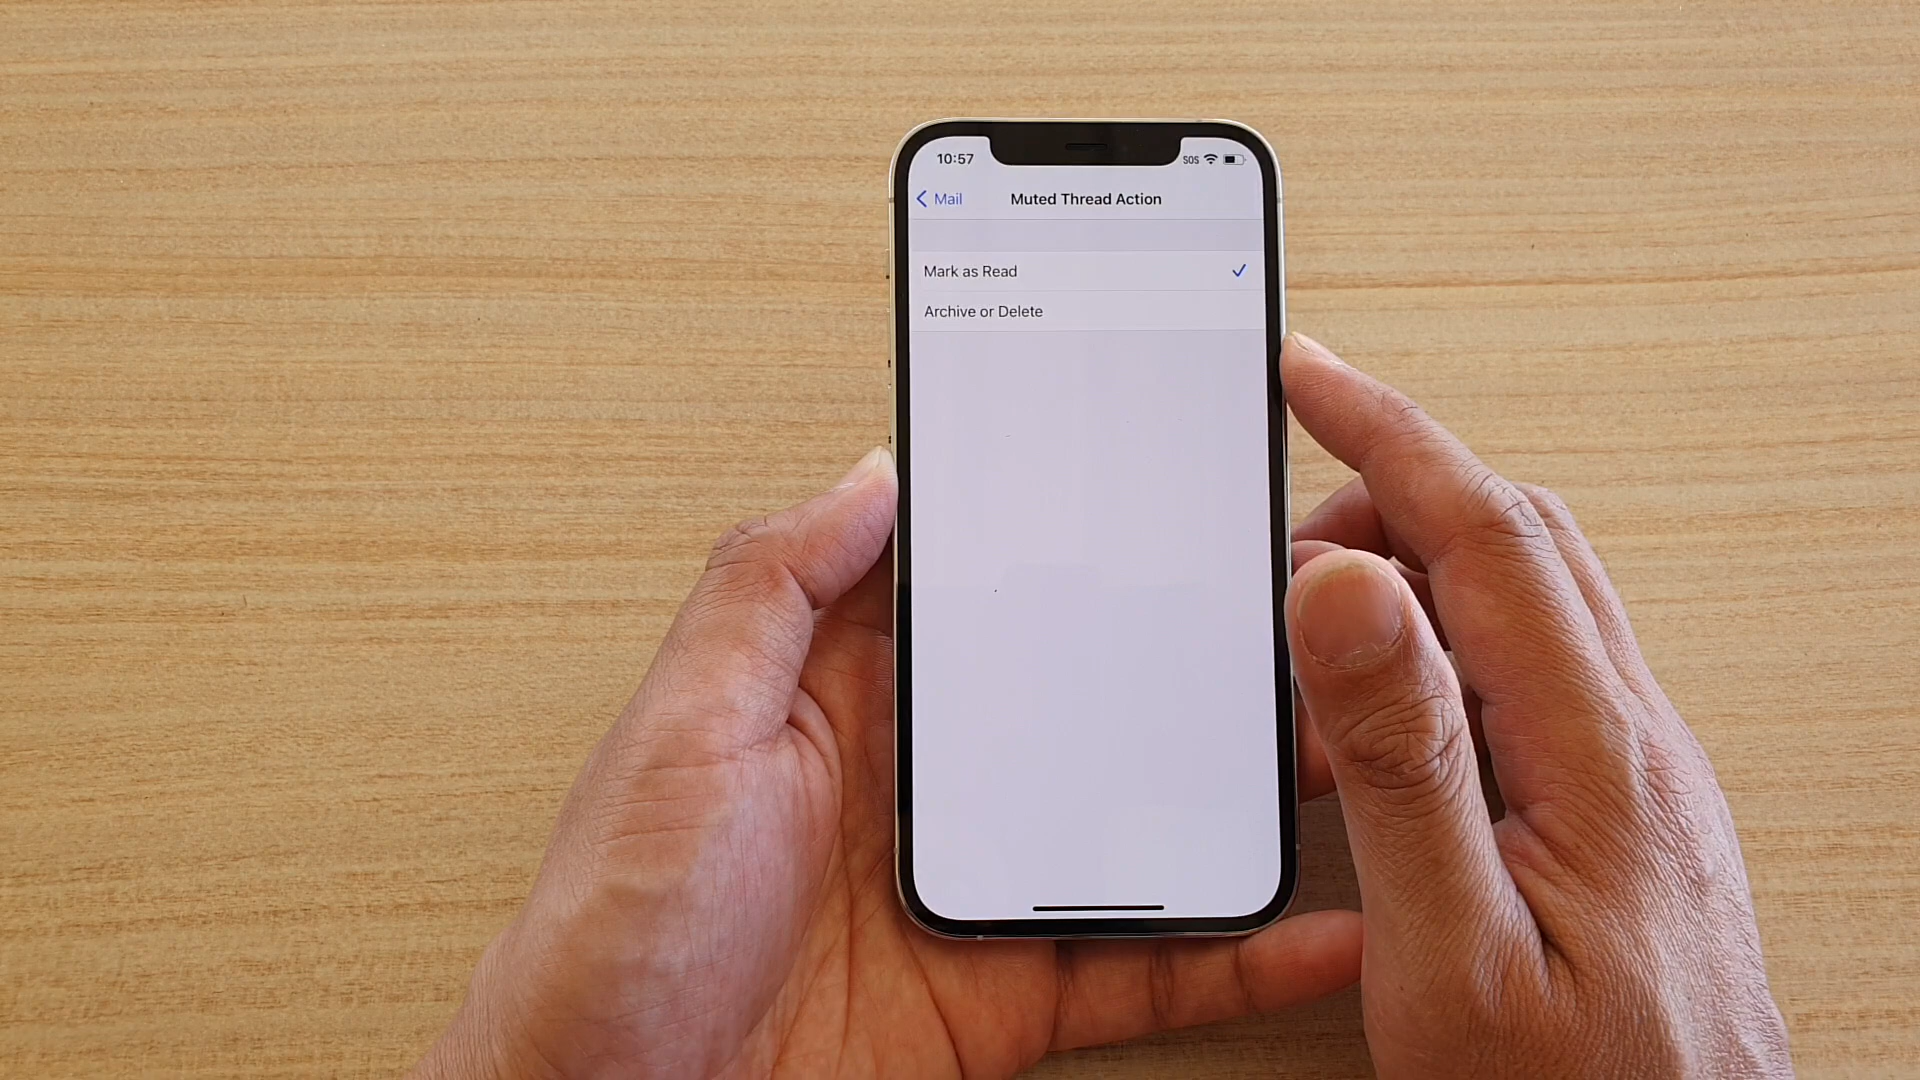 10:57 SOS
Mail Muted Thread Action
Mark as Read
Archive or Delete